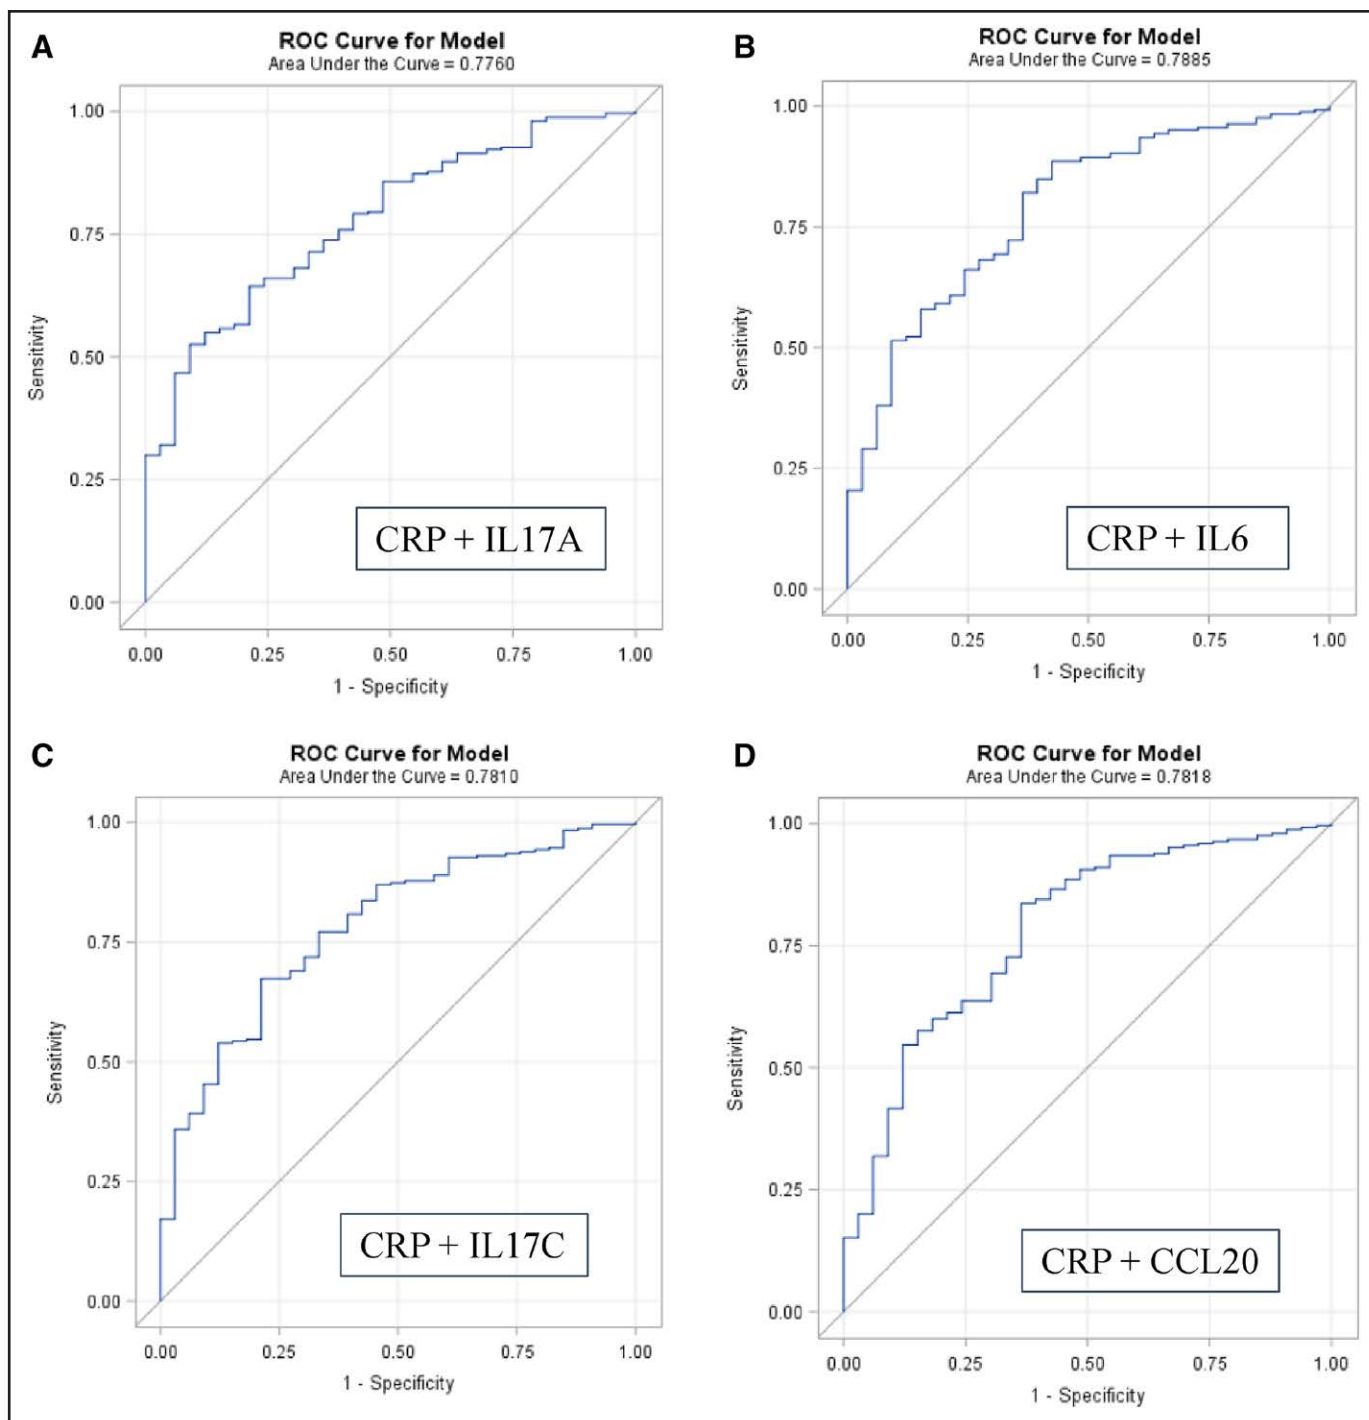 A
ROC Curve for Model
Area Under the Curve = 0.7760
1.00
0.75
0.50
0.25
0.00
Sensitivity
CRP + IL17A
0.00 0.25 0.50 0.75 1.00
1 - Specificity
B
ROC Curve for Model
Area Under the Curve = 0.7885
1.00
0.75
0.50
0.25
0.00
Sensitivity
CRP + IL6
0.00 0.25 0.50 0.75 1.00
1 - Specificity
C
ROC Curve for Model
Area Under the Curve = 0.7810
1.00
0.75
0.50
0.25
0.00
Sensitivity
CRP + IL17C
0.00 0.25 0.50 0.75 1.00
1 - Specificity
D
ROC Curve for Model
Area Under the Curve = 0.7818
1.00
0.75
0.50
0.25
0.00
Sensitivity
CRP + CCL20
0.00 0.25 0.50 0.75 1.00
1 - Specificity